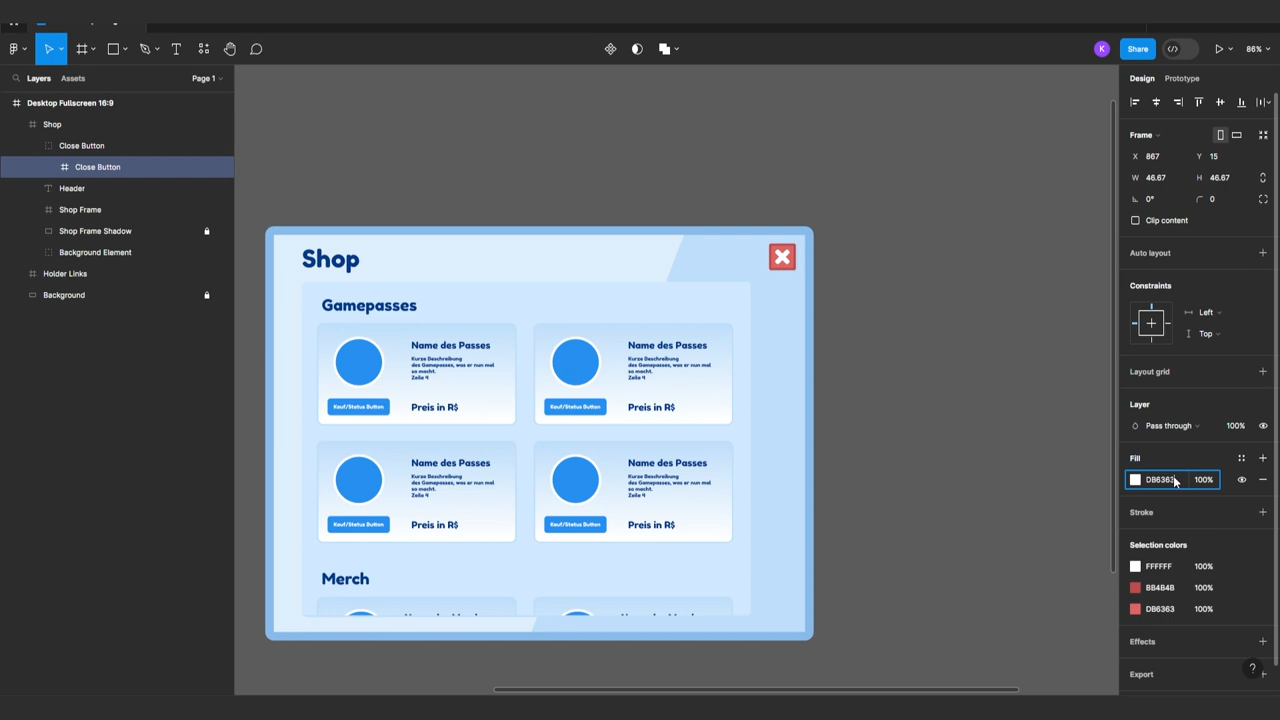 Share
86%
Layers
Assets
Page 1
Desktop Fullscreen 16:9
Shop
Close Button
Close Button
Header
Shop Frame
Shop Frame Shadow
Background Element
Holder Links
Background
Shop
Gamepasses
Name des Passes
Kurze Beschreibung
des Gamepasses, was er nun mal
so macht.
Zeile 4
Kauf/Status Button
Preis in R$
Name des Passes
Kurze Beschreibung
des Gamepasses, was er nun mal
so macht.
Zeile 4
Kauf/Status Button
Preis in R$
Name des Passes
Kurze Beschreibung
des Gamepasses, was er nun mal
so macht.
Zeile 4
Kauf/Status Button
Preis in R$
Name des Passes
Kurze Beschreibung
des Gamepasses, was er nun mal
so macht.
Zeile 4
Kauf/Status Button
Preis in R$
Merch
K
Design
Prototype
Frame
X 867
Y 15
W 46.67
H 46.67
0°
0
Clip content
Auto layout
Constraints
Left
Top
Layout grid
Layer
Pass through
100%
Fill
DB6363
100%
Stroke
Selection colors
FFFFFF 100%
BB4B4B 100%
DB6363 100%
Effects
Export
?